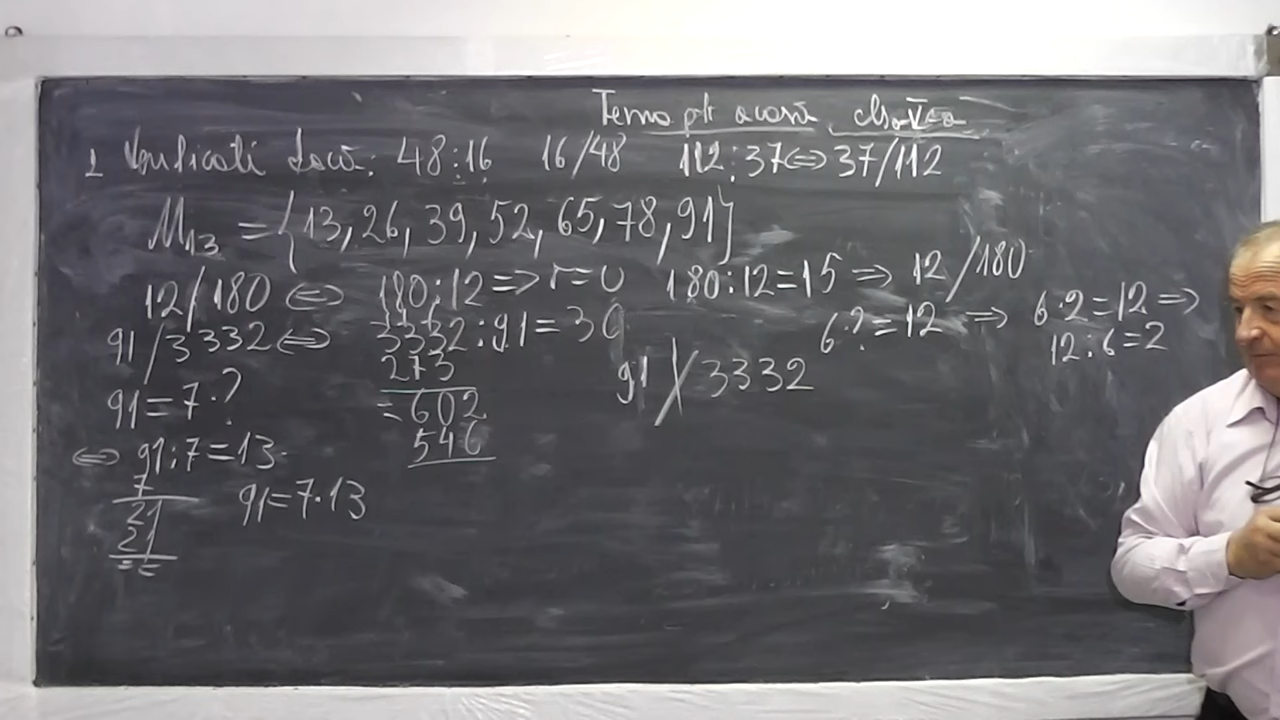 Temă ptr acasă clsa V-a
1 Verificati dacă: 48:16 16/48 112:37⇔37/112
M13 = {13, 26, 39, 52, 65, 78, 91}
12/180 ⇔ 180:12=>r=0 180:12=15 => 12/180
91/3332⇔ 3332:91=36 6·?=12 => 6·2=12 =>
273 91∤3332 12:6=2
91=7·? =602
⇔ 91:7=13 546
7
21 91=7·13
21
==